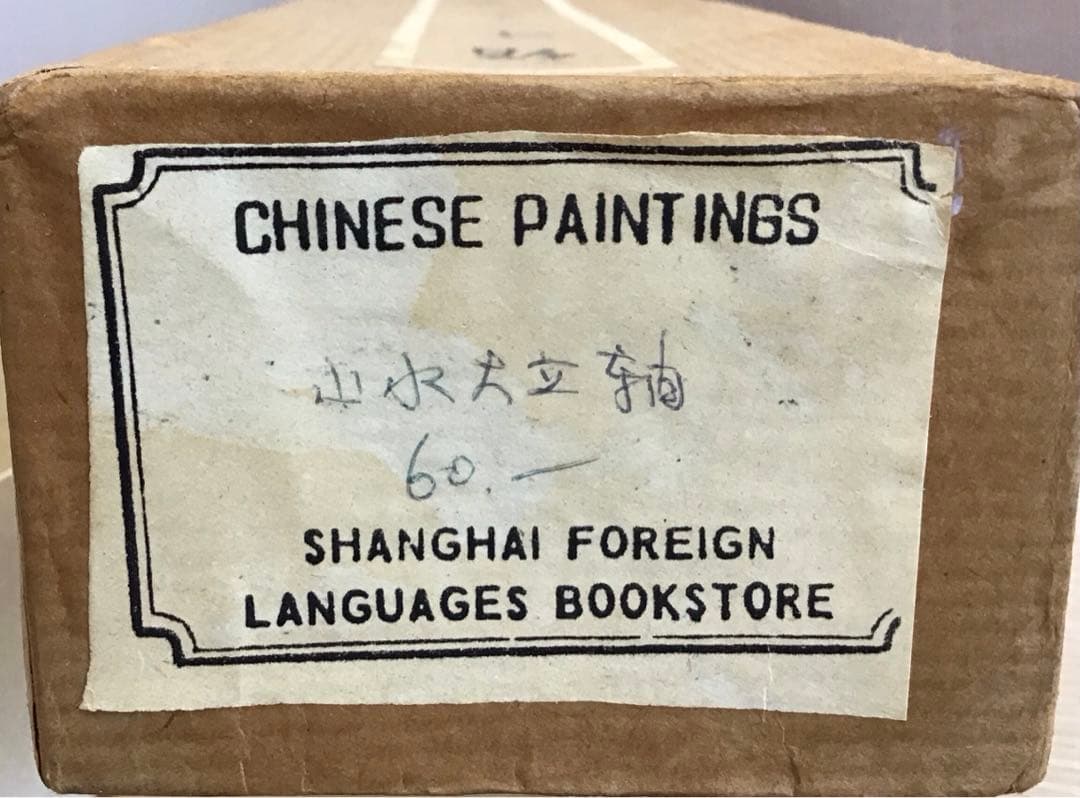 CHINESE PAINTINGS
山水大立轴
60.—
SHANGHAI FOREIGN
LANGUAGES BOOKSTORE